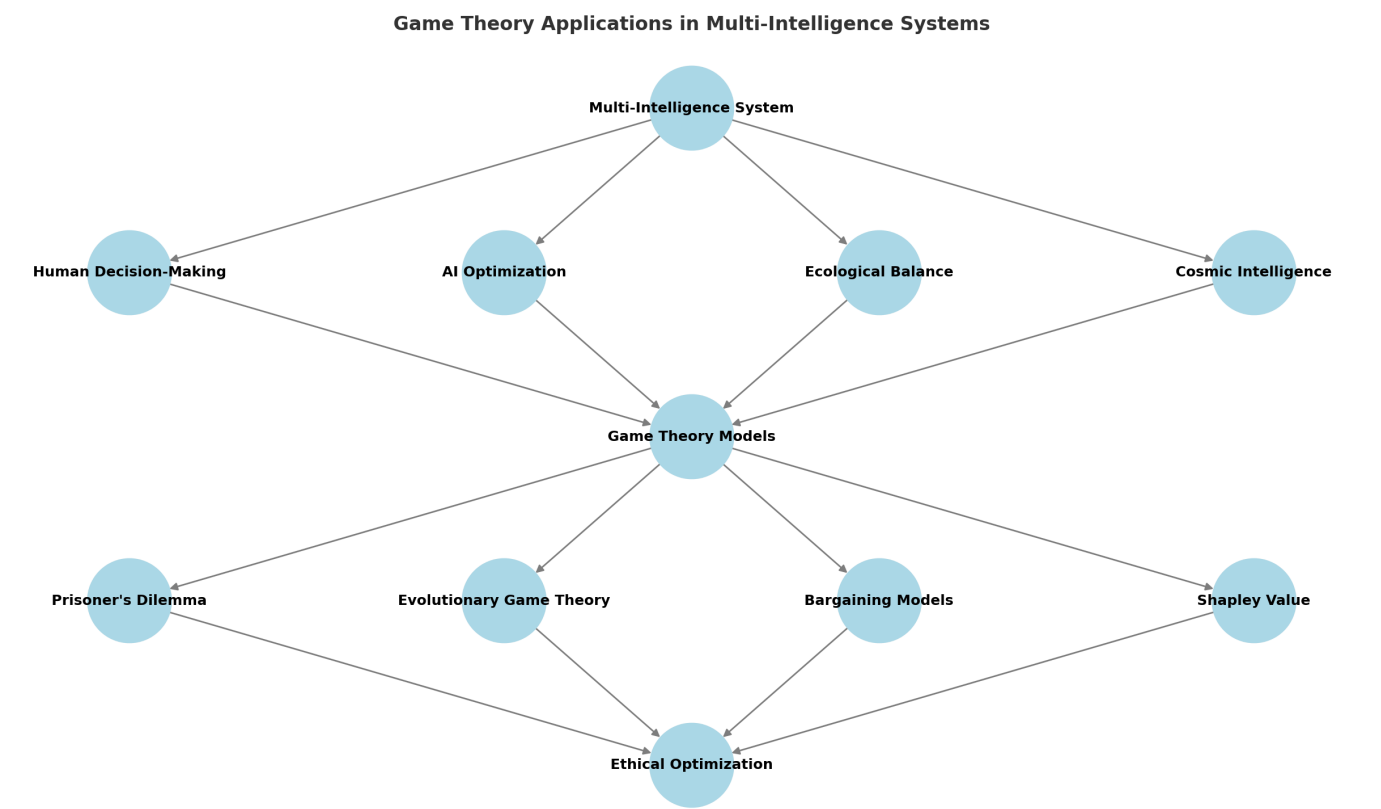 Game Theory Applications in Multi-Intelligence Systems
Multi-Intelligence System
Human Decision-Making
AI Optimization
Ecological Balance
Cosmic Intelligence
Game Theory Models
Prisoner's Dilemma
Evolutionary Game Theory
Bargaining Models
Shapley Value
Ethical Optimization